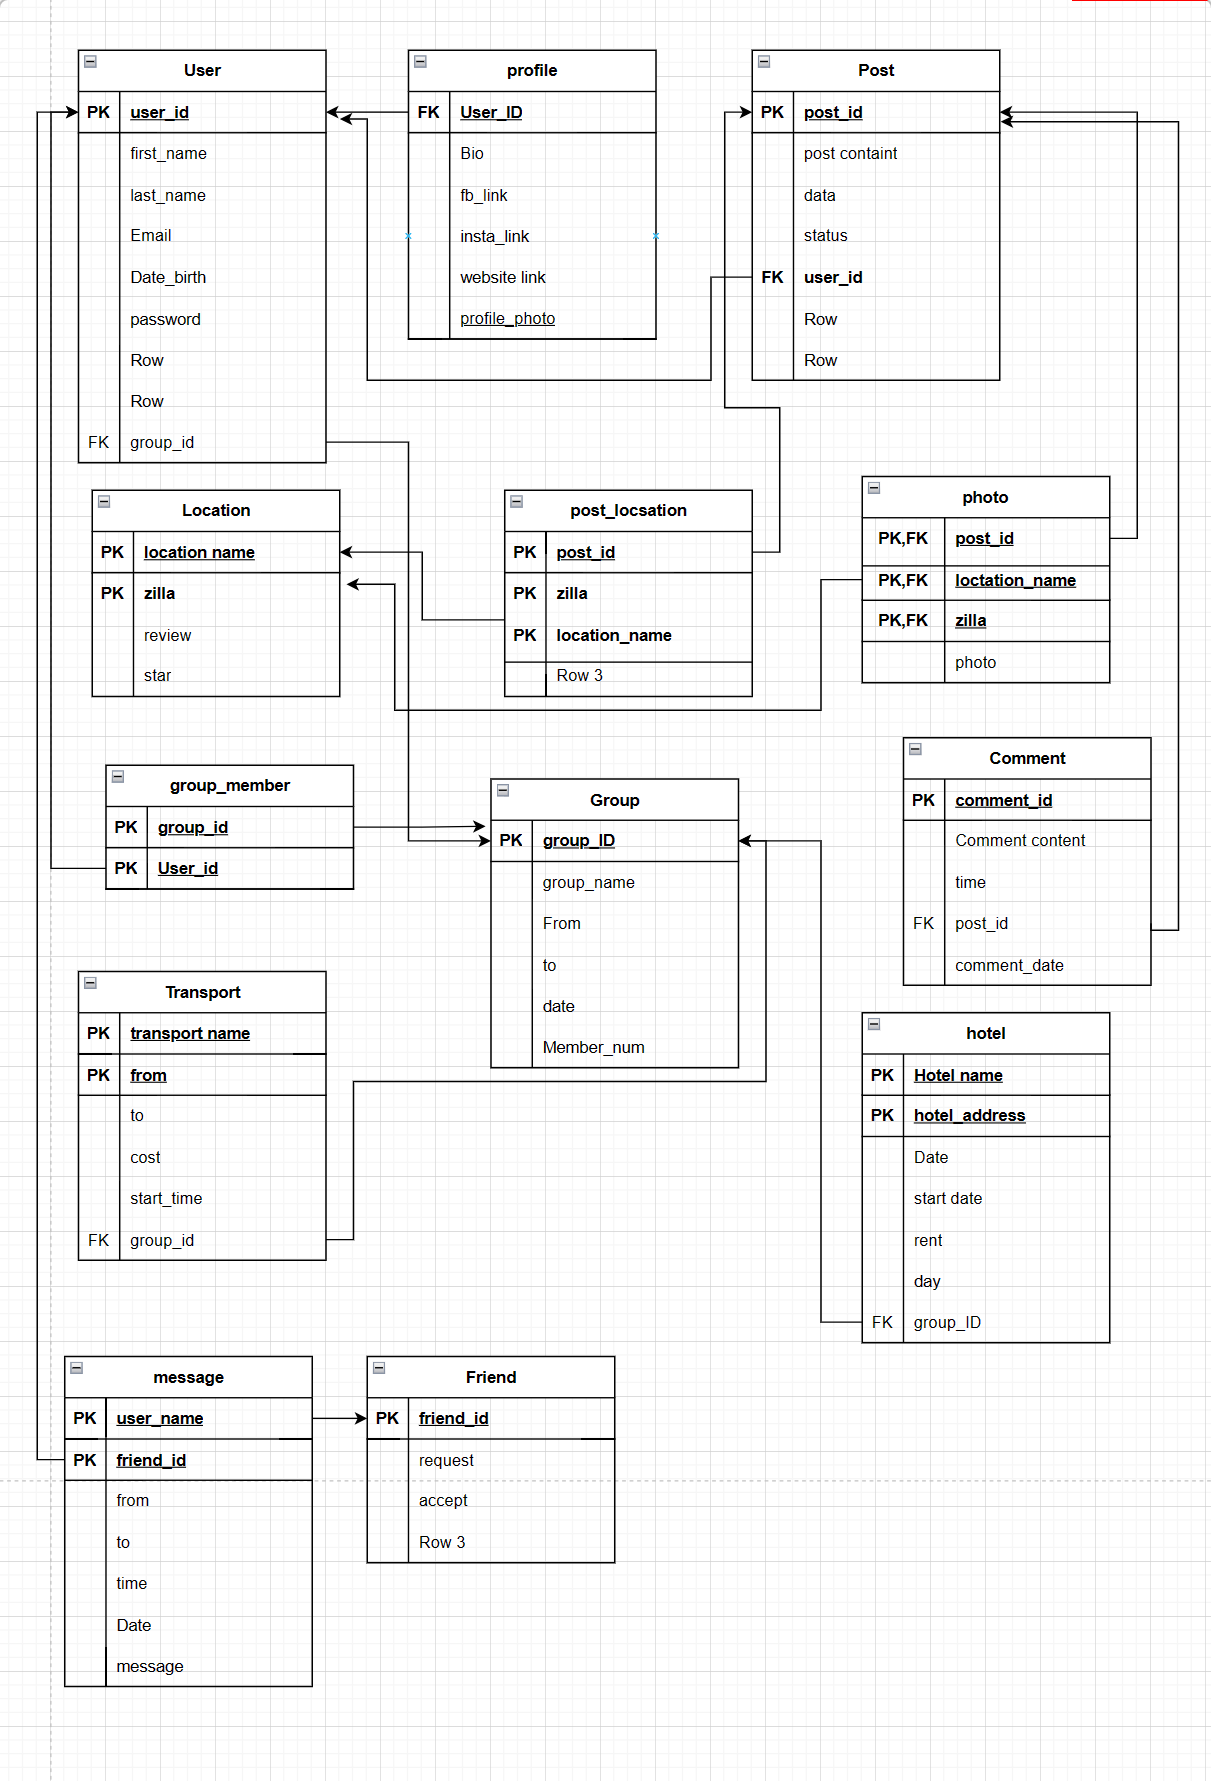 User
PK user_id
first_name
last_name
Email
Date_birth
password
Row
Row
FK group_id
profile
FK User_ID
Bio
fb_link
insta_link
website link
profile_photo
Post
PK post_id
post containt
data
status
FK user_id
Row
Row
Location
PK location name
PK zilla
review
star
post_locsation
PK post_id
PK zilla
PK location_name
Row 3
photo
PK,FK post_id
PK,FK loctation_name
PK,FK zilla
photo
group_member
PK group_id
PK User_id
Group
PK group_ID
group_name
From
to
date
Member_num
Comment
PK comment_id
Comment content
time
FK post_id
comment_date
Transport
PK transport name
PK from
to
cost
start_time
FK group_id
hotel
PK Hotel name
PK hotel_address
Date
start date
rent
day
FK group_ID
message
PK user_name
PK friend_id
from
to
time
Date
message
Friend
PK friend_id
request
accept
Row 3